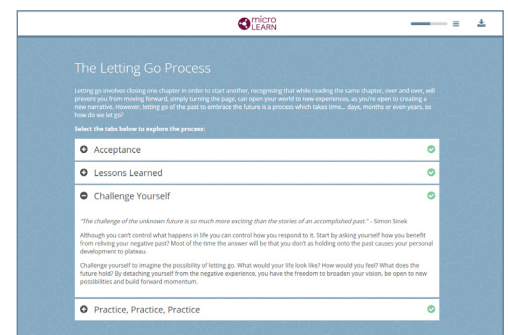 micro
LEARN
The Letting Go Process
Letting go involves closing one chapter in order to start another, recognising that while reading the same chapter, over and over, will
prevent you from moving forward, simply turning the page, can open your world to new experiences, as you're open to creating a
new narrative. However, letting go of the past to embrace the future is a process which takes time... days, months or even years, so
how do we let go?
Select the tabs below to explore the process:
Acceptance
Lessons Learned
Challenge Yourself
"The challenge of the unknown future is so much more exciting than the stories of an accomplished past." – Simon Sinek
Although you can't control what happens in life you can control how you respond to it. Start by asking yourself how you benefit
from reliving your negative past? Most of the time the answer will be that you don't as holding onto the past causes your personal
development to plateau.
Challenge yourself to imagine the possibility of letting go. What would your life look like? How would you feel? What does the
future hold? By detaching yourself from the negative experience, you have the freedom to broaden your vision, be open to new
possibilities and build forward momentum.
Practice, Practice, Practice